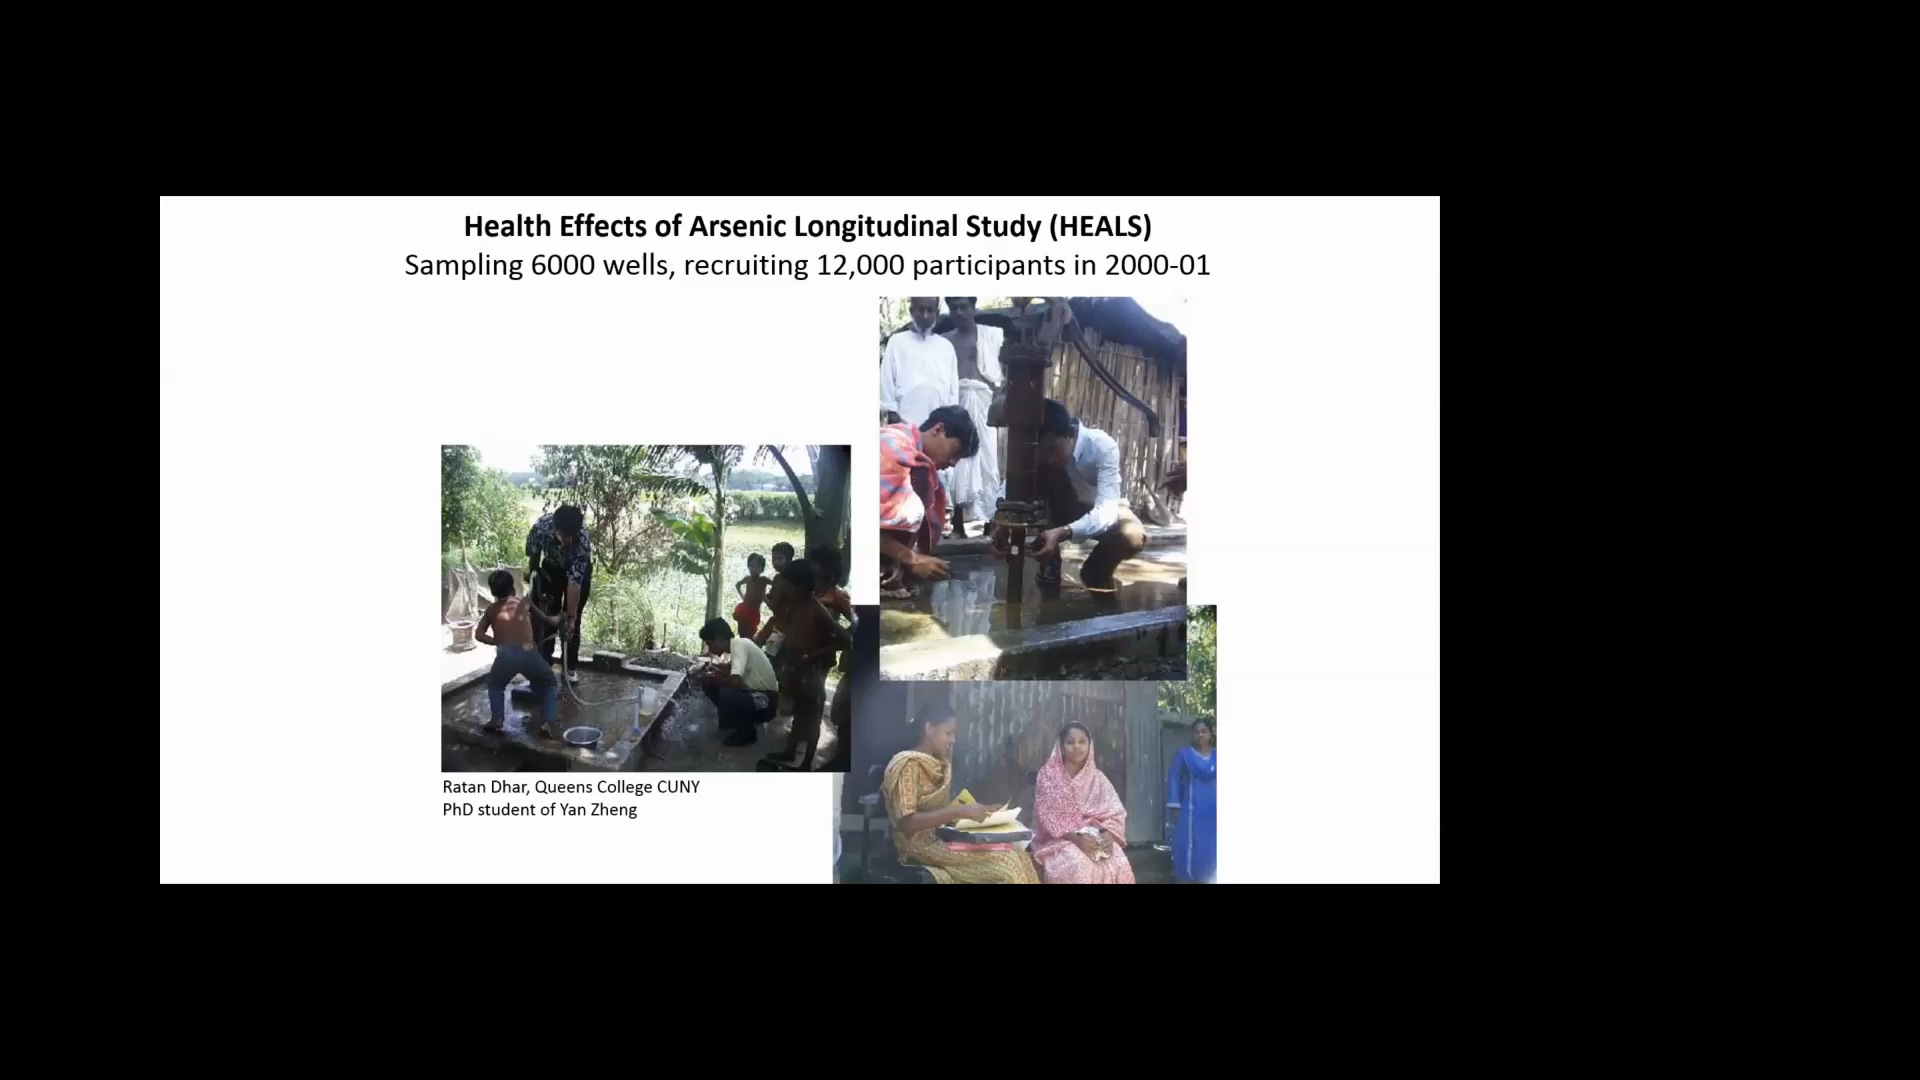 Health Effects of Arsenic Longitudinal Study (HEALS)
Sampling 6000 wells, recruiting 12,000 participants in 2000-01
Ratan Dhar, Queens College CUNY
PhD student of Yan Zheng